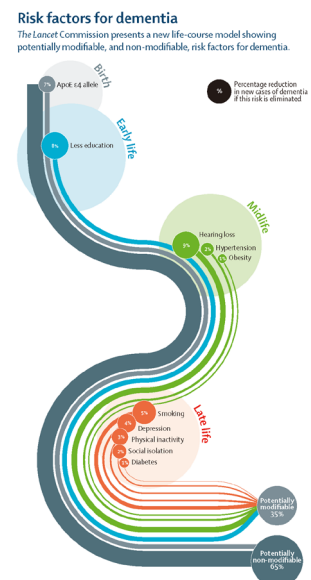 Risk factors for dementia
The Lancet Commission presents a new life-course model showing
potentially modifiable, and non-modifiable, risk factors for dementia.
Birth
7%
ApoE ε4 allele
%
Percentage reduction
in new cases of dementia
if this risk is eliminated
Early life
8%
Less education
Midlife
Hearing loss
9%
2%
Hypertension
1%
Obesity
Late life
5%
Smoking
4%
Depression
3%
Physical inactivity
2%
Social isolation
1%
Diabetes
Potentially
modifiable
35%
Potentially
non-modifiable
65%